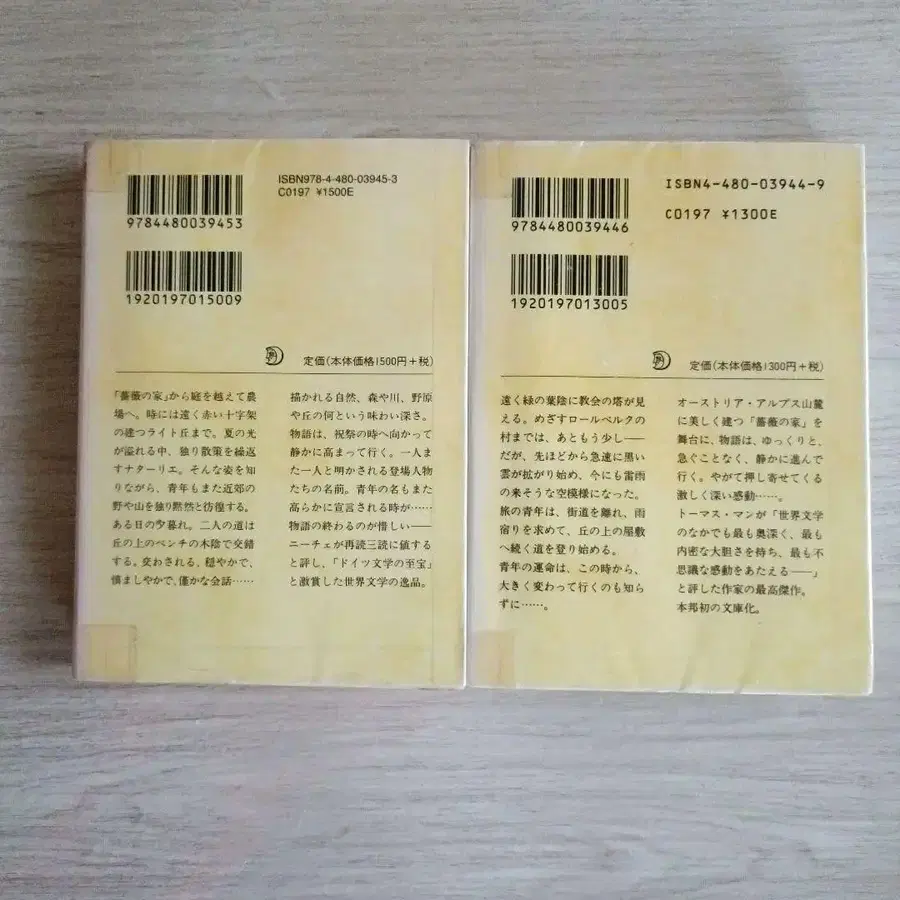 ISBN978-4-480-03945-3
C0197 ¥1500E
9784480039453
1920197015009
定価(本体価格1500円+税)
「薔薇の家」から庭を越えて農
場へ。時には遠く赤い十字架
の建つライト丘まで。夏の光
が溢れる中、独り散策を繰返
すナターリエ。そんな姿を知
りながら、青年もまた近郊の
野や山を独り黙然と彷徨する。
ある日の夕暮れ。二人の道は
丘の上のベンチの木陰で交錯
する。交わされる、穏やかで、
慎ましやかで、僅かな会話……
描かれる自然、森や川、野原
や丘の何という味わい深さ。
物語は、祝祭の時へ向かって
静かに高まって行く。一人ま
た一人と明かされる登場人物
たちの名前。青年の名もまた
高らかに宣言される時が……
物語の終わるのが惜しい――
ニーチェが再読三読に値する
と評し、「ドイツ文学の至宝」
と激賞した世界文学の逸品。
ISBN4-480-03944-9
C0197 ¥1300E
9784480039446
1920197013005
定価(本体価格1300円+税)
遠く緑の葉陰に教会の塔が見
える。めざすロールベルクの
村までは、あともう少し――
だが、先ほどから急速に黒い
雲が拡がり始め、今にも雷雨
の来そうな空模様になった。
旅の青年は、街道を離れ、雨
宿りを求めて、丘の上の屋敷
へ続く道を登り始める。
青年の運命は、この時から、
大きく変わって行くのも知ら
ずに……。
オーストリア・アルプス山麓
に美しく建つ「薔薇の家」を
舞台に、物語は、ゆっくりと、
急ぐことなく、静かに進んで
行く。やがて押し寄せてくる
激しく深い感動……。
トーマス・マンが「世界文学
のなかでも最も奥深く、最も
内密な大胆さを持ち、最も不
思議な感動をあたえる――」
と評した作家の最高傑作。
本邦初の文庫化。